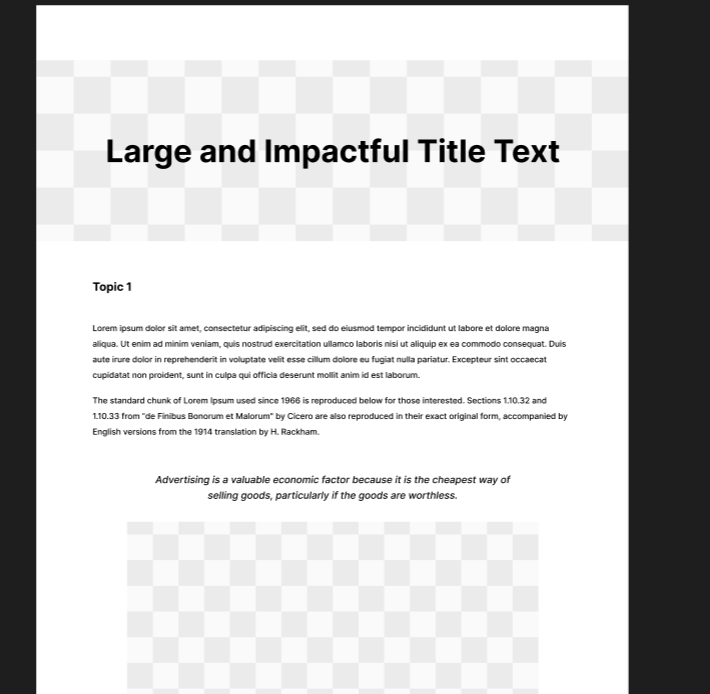 Large and Impactful Title Text
Topic 1
Lorem ipsum dolor sit amet, consectetur adipiscing elit, sed do eiusmod tempor incididunt ut labore et dolore magna
aliqua. Ut enim ad minim veniam, quis nostrud exercitation ullamco laboris nisi ut aliquip ex ea commodo consequat. Duis
aute irure dolor in reprehenderit in voluptate velit esse cillum dolore eu fugiat nulla pariatur. Excepteur sint occaecat
cupidatat non proident, sunt in culpa qui officia deserunt mollit anim id est laborum.
The standard chunk of Lorem Ipsum used since 1966 is reproduced below for those interested. Sections 1.10.32 and
1.10.33 from "de Finibus Bonorum et Malorum" by Cicero are also reproduced in their exact original form, accompanied by
English versions from the 1914 translation by H. Rackham.
Advertising is a valuable economic factor because it is the cheapest way of
selling goods, particularly if the goods are worthless.